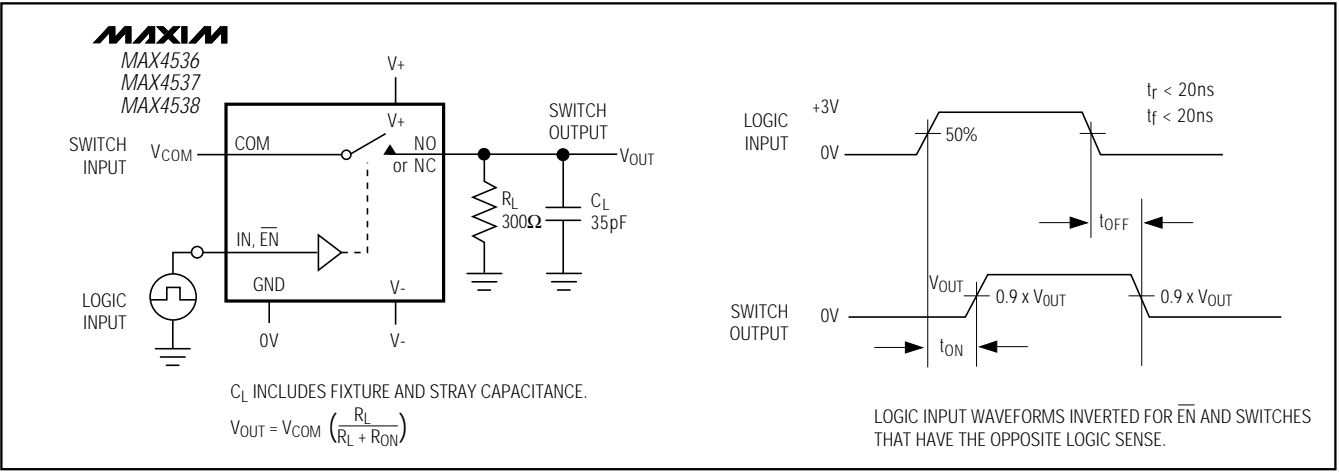 MAXIM
MAX4536
MAX4537
MAX4538
V+
V+
SWITCH
INPUT
VCOM
COM
NO
or NC
SWITCH
OUTPUT
VOUT
RL
300Ω
CL
35pF
IN, E̅N̅
GND
V-
LOGIC
INPUT
0V
V-
CL INCLUDES FIXTURE AND STRAY CAPACITANCE.
VOUT = VCOM (RL / RL + RON)
tr < 20ns
tf < 20ns
LOGIC
INPUT
+3V
0V
50%
tOFF
VOUT
0.9 x V0UT
0.9 x VOUT
SWITCH
OUTPUT
0V
tON
LOGIC INPUT WAVEFORMS INVERTED FOR E̅N̅ AND SWITCHES
THAT HAVE THE OPPOSITE LOGIC SENSE.